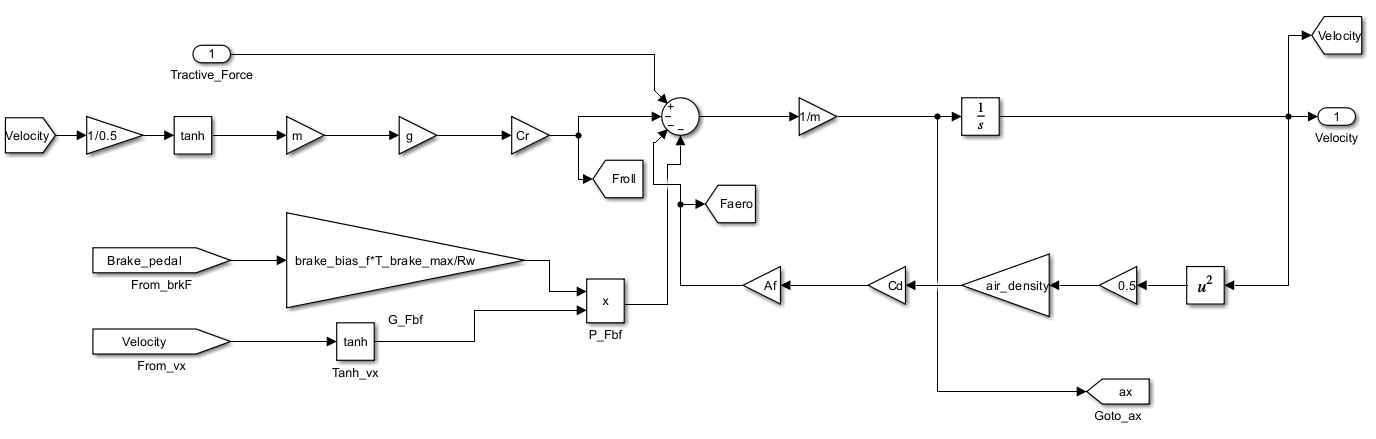 Velocity
1
Tractive_Force
+
−
−
−
Velocity
1/0.5
tanh
m
g
Cr
1/m
1
s
1
Velocity
Froll
Faero
Brake_pedal
From_brkF
brake_bias_f*T_brake_max/Rw
x
P_Fbf
Af
Cd
air_density
0.5
u²
G_Fbf
Velocity
From_vx
tanh
Tanh_vx
ax
Goto_ax